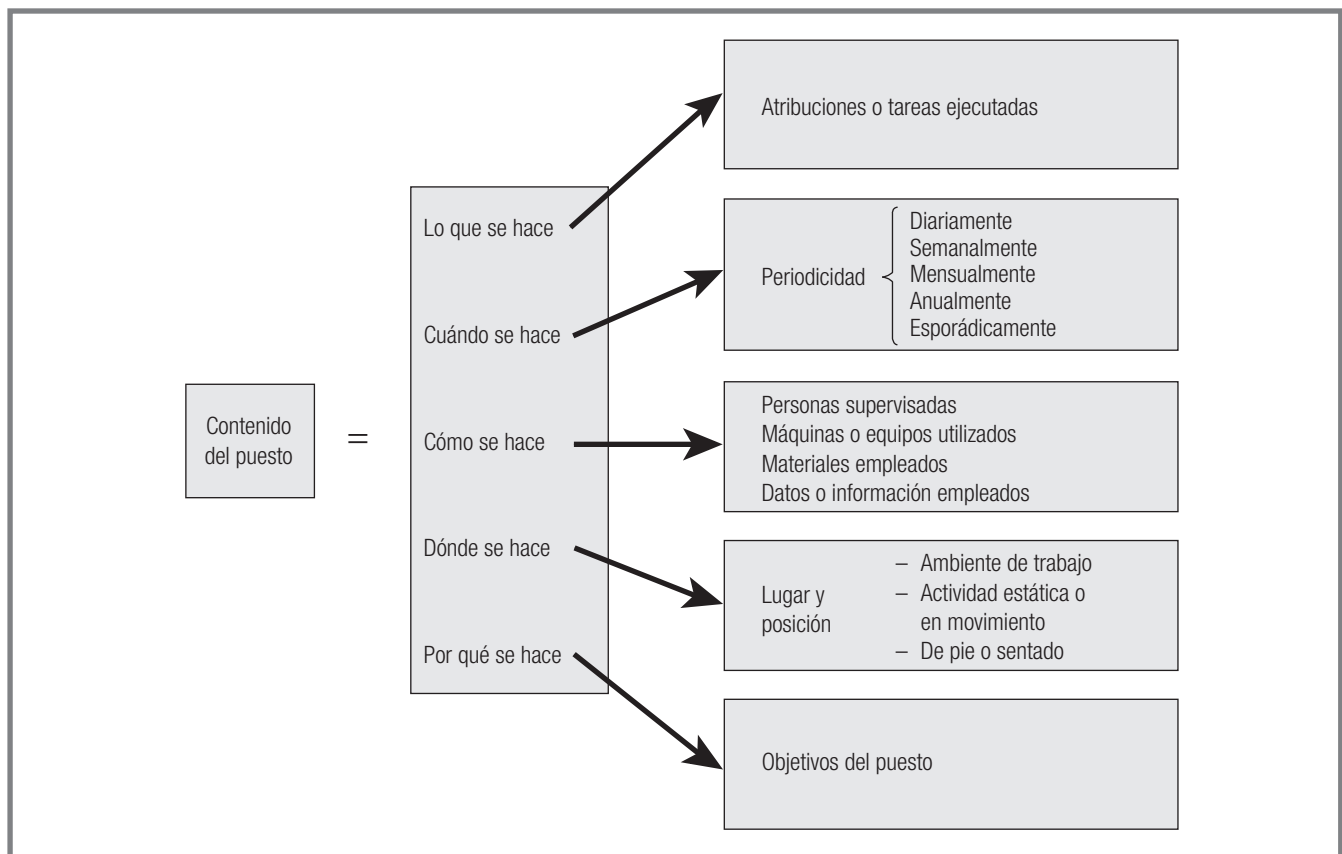 Contenido
del puesto
=
Lo que se hace
Cuándo se hace
Cómo se hace
Dónde se hace
Por qué se hace
Atribuciones o tareas ejecutadas
Periodicidad
Diariamente
Semanalmente
Mensualmente
Anualmente
Esporádicamente
Personas supervisadas
Máquinas o equipos utilizados
Materiales empleados
Datos o información empleados
Lugar y
posición
– Ambiente de trabajo
– Actividad estática o
en movimiento
– De pie o sentado
Objetivos del puesto